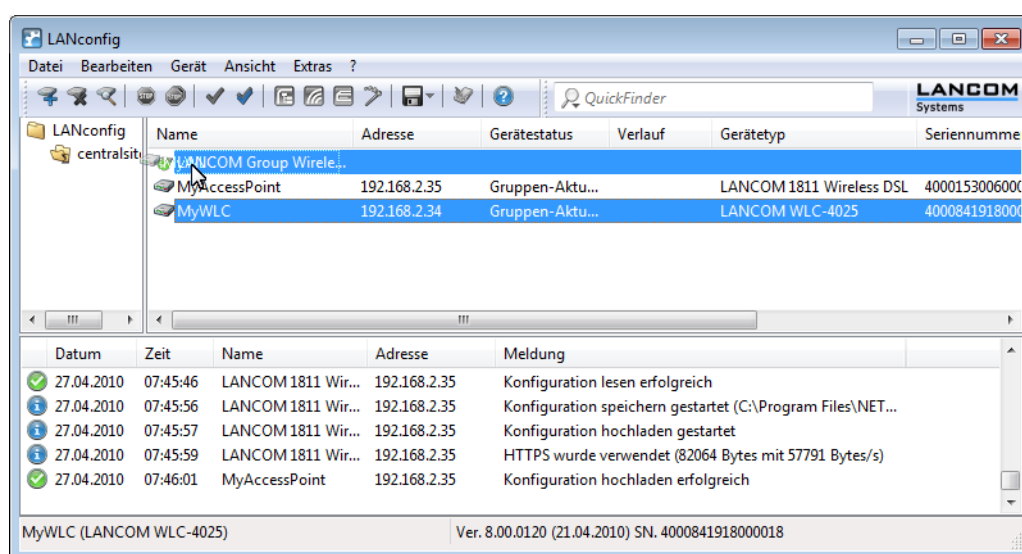 LANconfig
Datei Bearbeiten Gerät Ansicht Extras ?
QuickFinder
LANCOM
Systems
LANconfig
centralsit
Name Adresse Gerätestatus Verlauf Gerätetyp Seriennumme
LANCOM Group Wirele...
MyAccessPoint 192.168.2.35 Gruppen-Aktu... LANCOM 1811 Wireless DSL 4000153006000
MyWLC 192.168.2.34 Gruppen-Aktu... LANCOM WLC-4025 4000841918000
Datum Zeit Name Adresse Meldung
27.04.2010 07:45:46 LANCOM 1811 Wir... 192.168.2.35 Konfiguration lesen erfolgreich
27.04.2010 07:45:56 LANCOM 1811 Wir... 192.168.2.35 Konfiguration speichern gestartet (C:\Program Files\NET...
27.04.2010 07:45:57 LANCOM 1811 Wir... 192.168.2.35 Konfiguration hochladen gestartet
27.04.2010 07:45:59 LANCOM 1811 Wir... 192.168.2.35 HTTPS wurde verwendet (82064 Bytes mit 57791 Bytes/s)
27.04.2010 07:46:01 MyAccessPoint 192.168.2.35 Konfiguration hochladen erfolgreich
MyWLC (LANCOM WLC-4025) Ver. 8.00.0120 (21.04.2010) SN. 4000841918000018